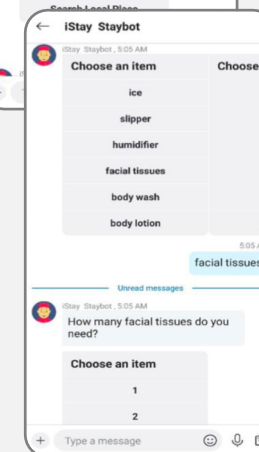 Search Local Place
iStay Staybot
iStay Staybot, 5:05 AM
Choose an item
Choose
ice
slipper
humidifier
facial tissues
body wash
body lotion
5:05
facial tissues
Unread messages
iStay Staybot, 5:05 AM
How many facial tissues do you
need?
Choose an item
1
2
Type a message